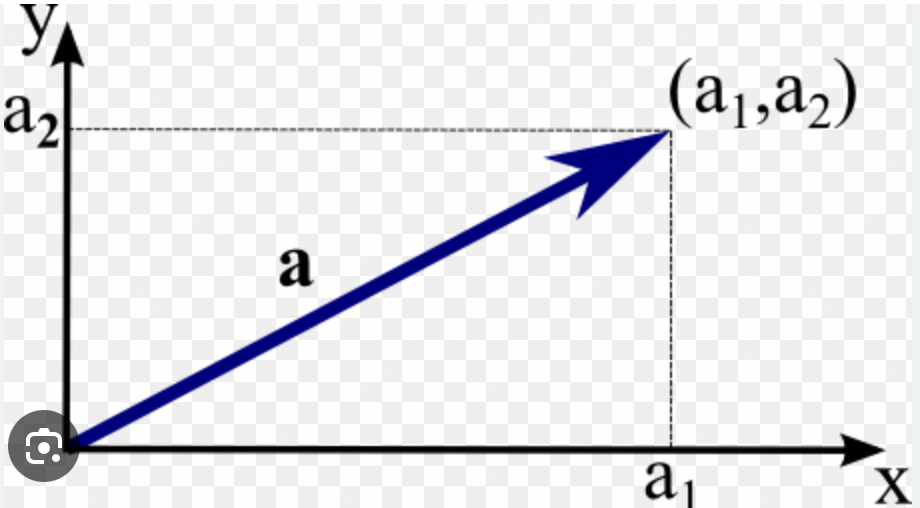 y
a₂
(a₁,a₂)
a
a₁
x